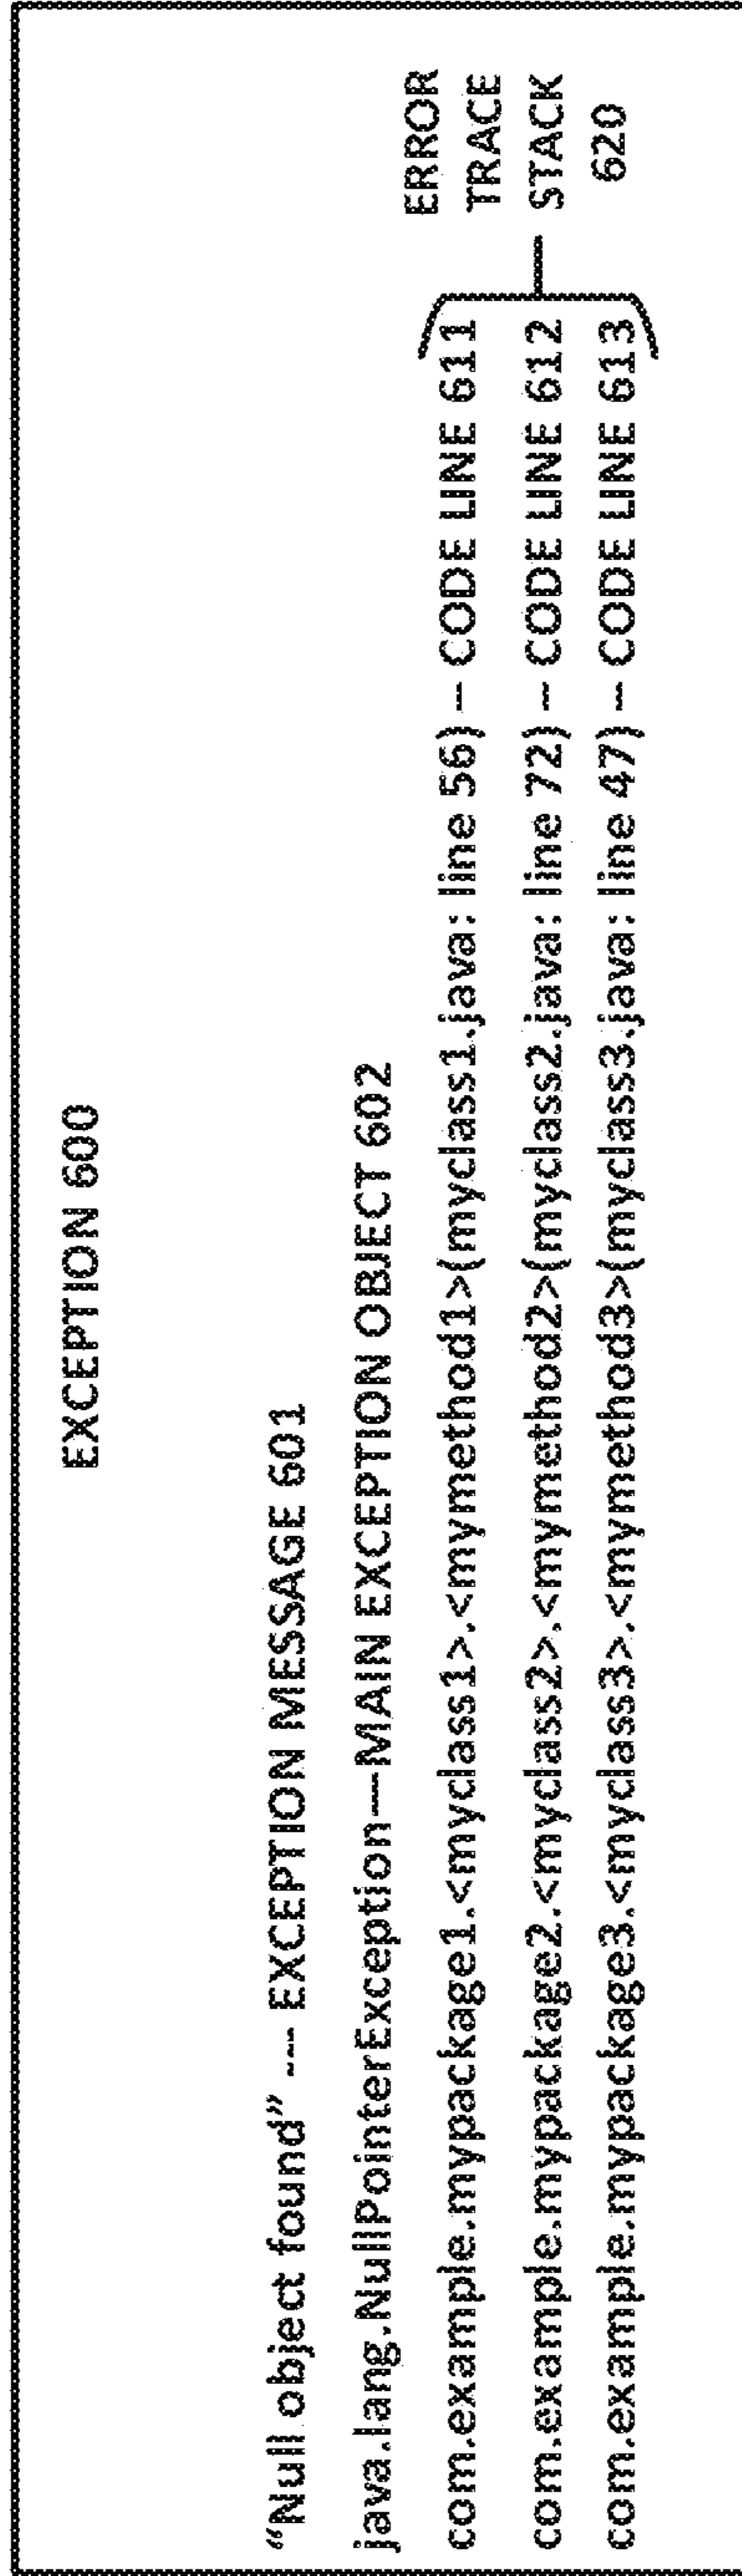 EXCEPTION 600
“Null object found” --- EXCEPTION MESSAGE 601
java.lang.NullPointerException—MAIN EXCEPTION OBJECT 602
com.example.mypackage1.<myclass1>.<mymethod1>(myclass1.java: line 56) – CODE LINE 611
com.example.mypackage2.<myclass2>.<mymethod2>(myclass2.java: line 72) – CODE LINE 612
com.example.mypackage3.<myclass3>.<mymethod3>(myclass3.java: line 47) – CODE LINE 613
ERROR
TRACE
STACK
620